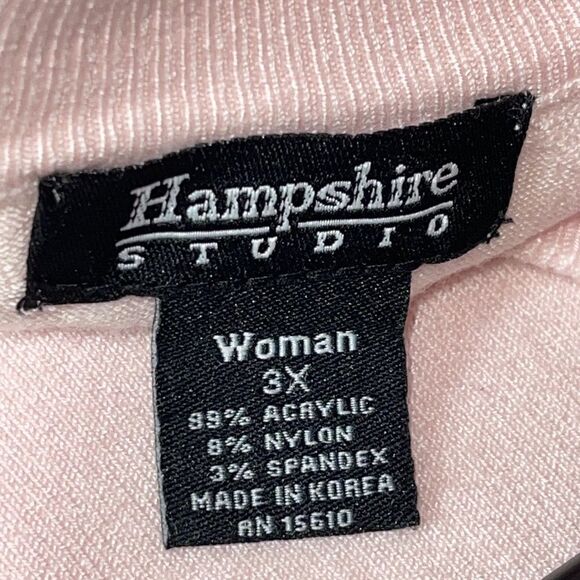 Hampshire
STUDIO
Woman
3X
89% ACRYLIC
8% NYLON
3% SPANDEX
MADE IN KOREA
RN 15610